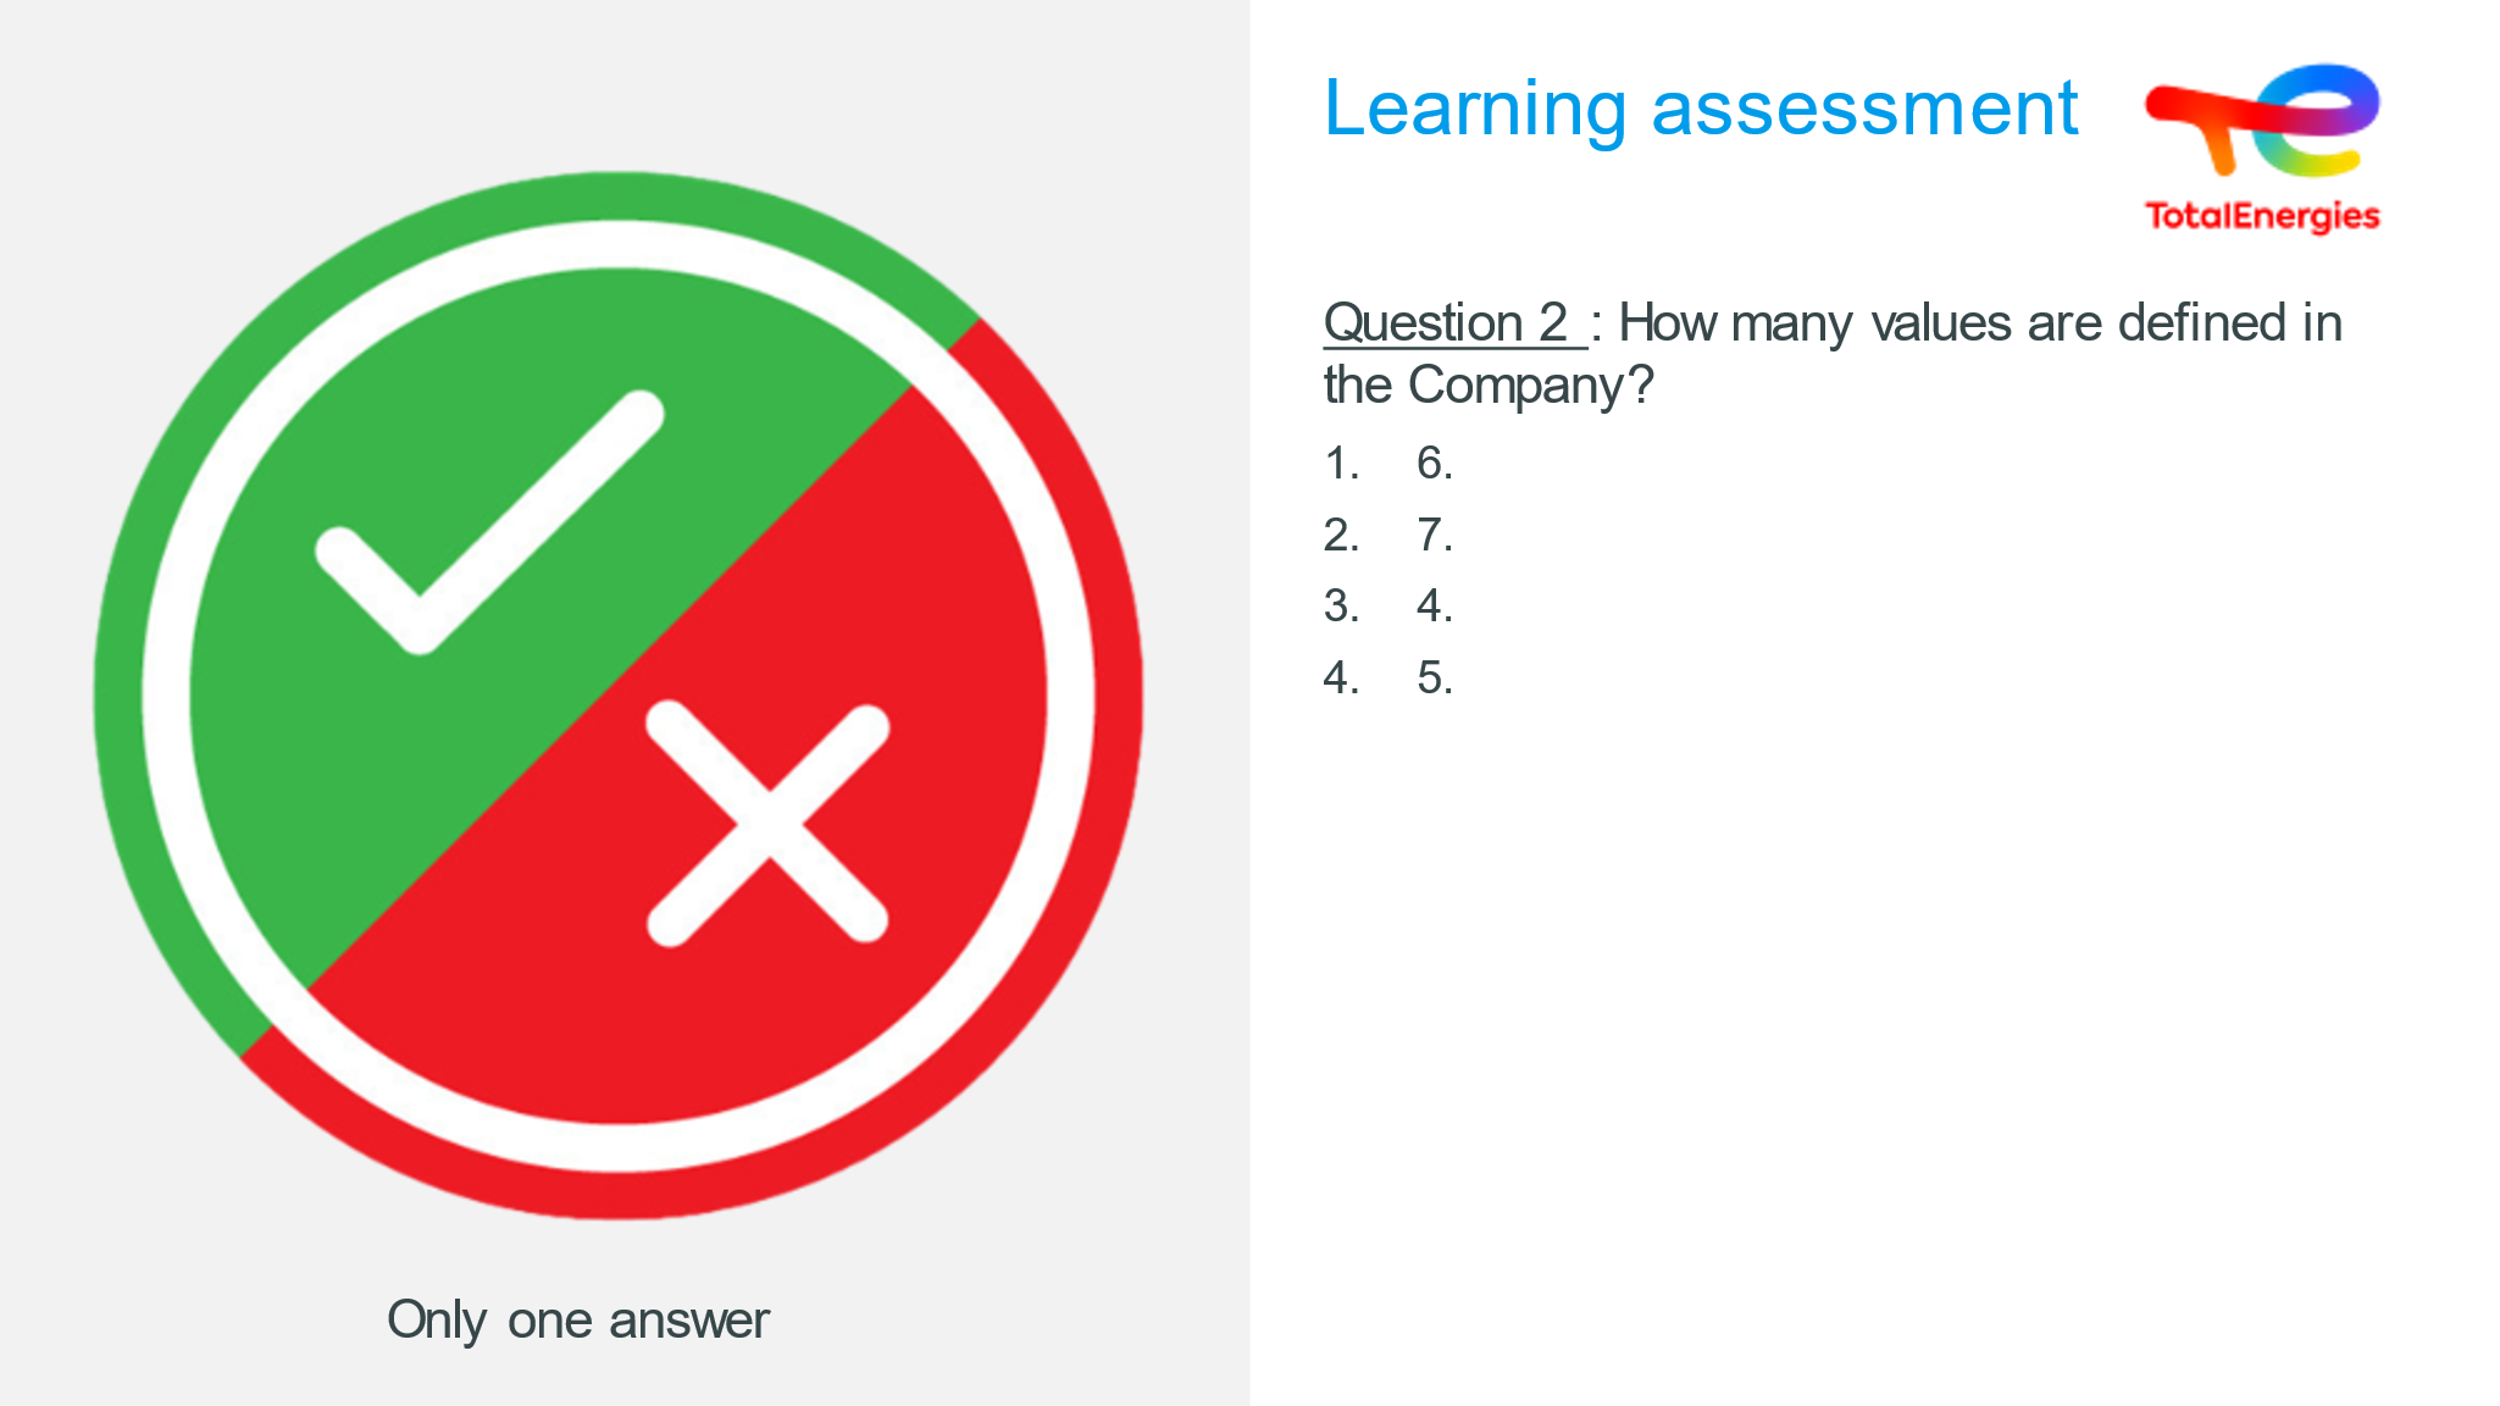 Learning assessment
TotalEnergies
Question 2 : How many values are defined in
the Company?
1. 6.
2. 7.
3. 4.
4. 5.
Only one answer